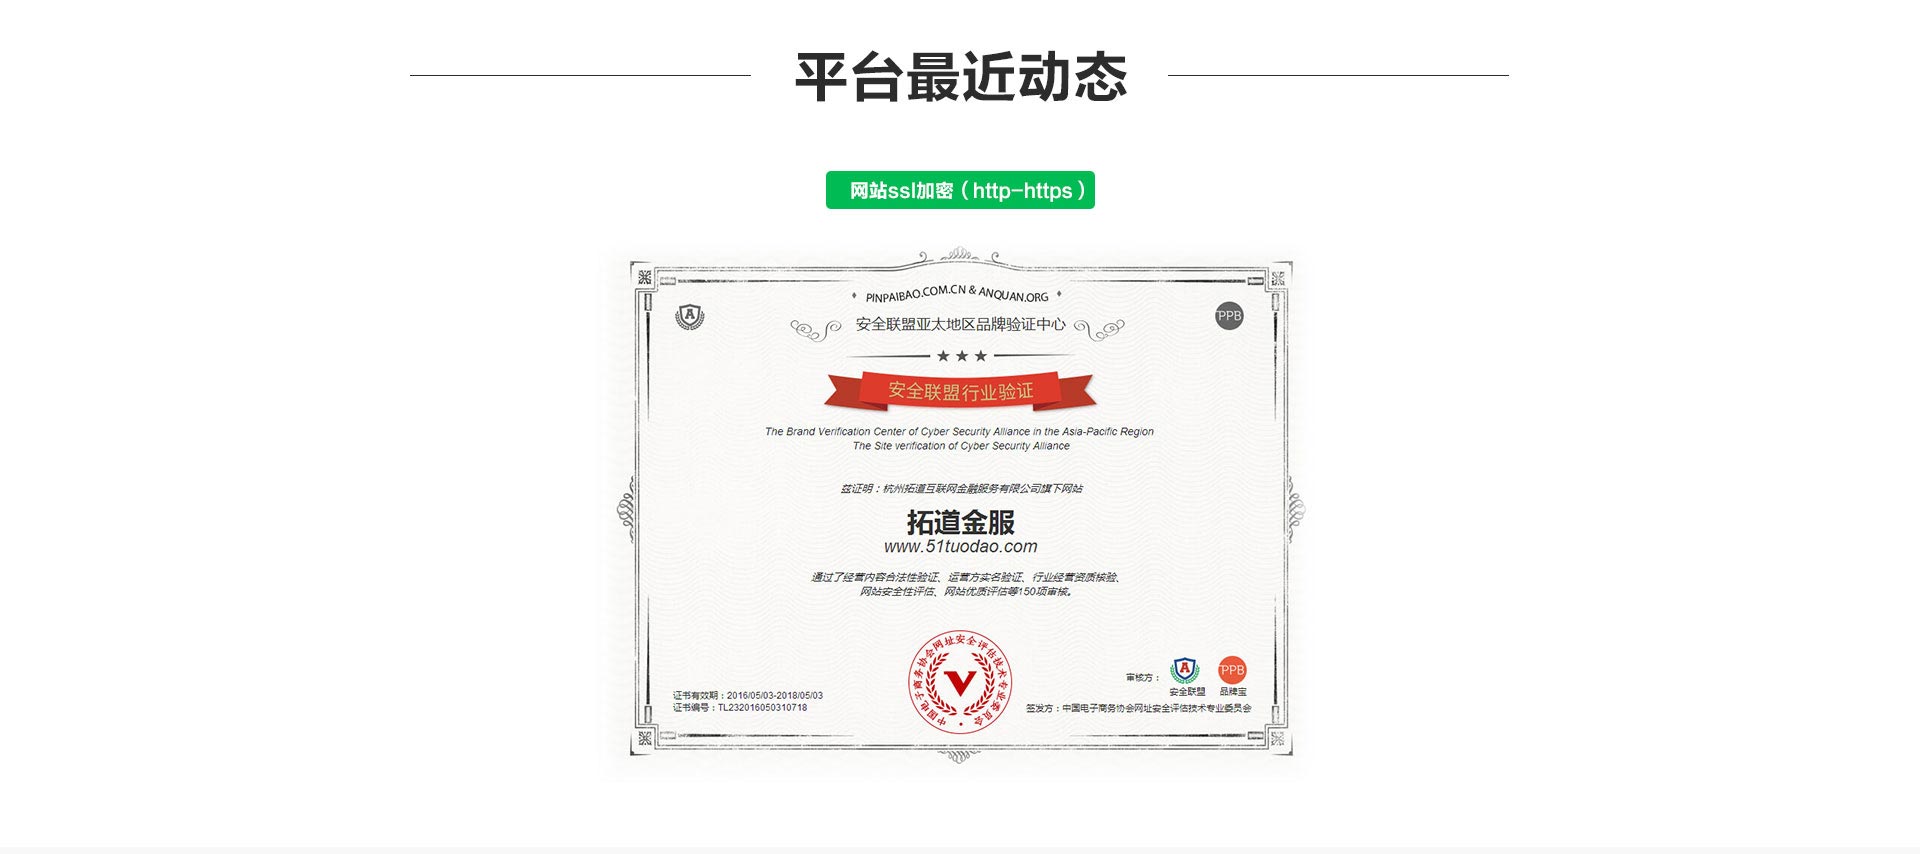 平台最近动态
网站ssl加密（http-https）
PINPAIBAO.COM.CN & ANQUAN.ORG
A
PPB
安全联盟亚太地区品牌验证中心
安全联盟行业验证
The Brand Verification Center of Cyber Security Alliance in the Asia-Pacific Region
The Site verification of Cyber Security Alliance
兹证明：杭州拓道互联网金融服务有限公司旗下网站
拓道金服
www.51tuodao.com
通过了经营内容合法性验证、运营方实名验证、行业经营资质核验、
网站安全性评估、网站优质评估等150项审核。
中国电子商务协会网址安全评估技术专业委员会
V
审核方：
A
PPB
安全联盟
品牌宝
证书有效期：2016/05/03-2018/05/03
证书编号：TL232016050310718
签发方：中国电子商务协会网址安全评估技术专业委员会